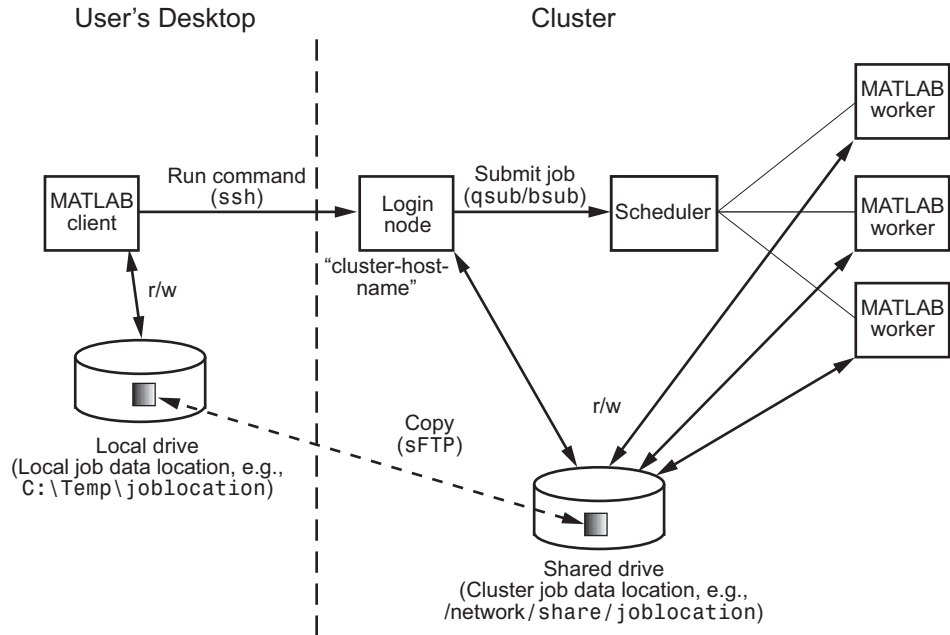 User's Desktop
Cluster
MATLAB
worker
Run command
(ssh)
Submit job
(qsub/bsub)
MATLAB
client
Login
node
Scheduler
MATLAB
worker
“cluster-host-
name”
r/w
MATLAB
worker
r/w
Copy
(sFTP)
Local drive
(Local job data location, e.g.,
C:\Temp\joblocation)
Shared drive
(Cluster job data location, e.g.,
/network/share/joblocation)